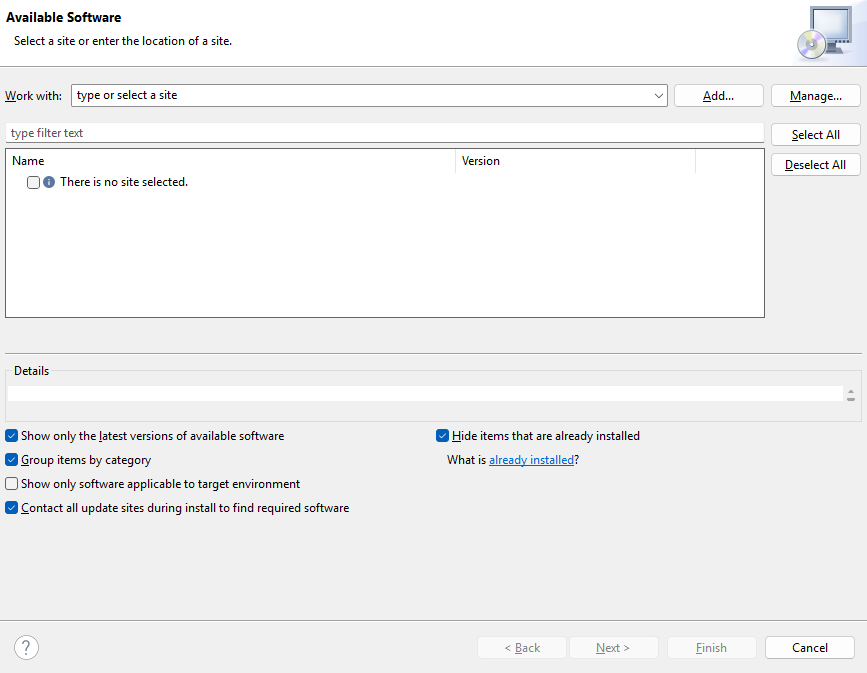 Available Software
Select a site or enter the location of a site.
Work with: type or select a site Add... Manage...
type filter text Select All
Name Version Deselect All
There is no site selected.
Details
Show only the latest versions of available software Hide items that are already installed
Group items by category What is already installed?
Show only software applicable to target environment
Contact all update sites during install to find required software
? < Back Next > Finish Cancel